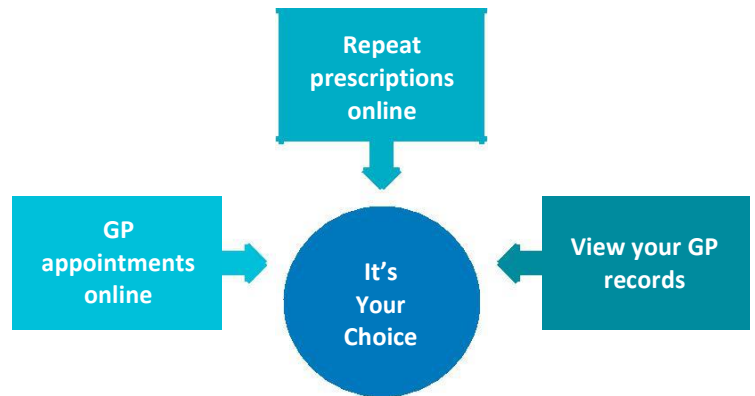 Repeat
prescriptions
online
GP
appointments
online
It’s
Your
Choice
View your GP
records